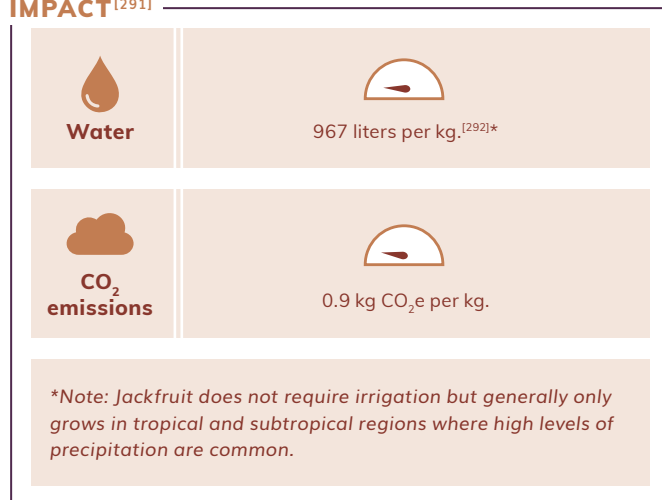 IMPACT[291]
Water
967 liters per kg.[292]*
CO2
emissions
0.9 kg CO2e per kg.
*Note: Jackfruit does not require irrigation but generally only
grows in tropical and subtropical regions where high levels of
precipitation are common.